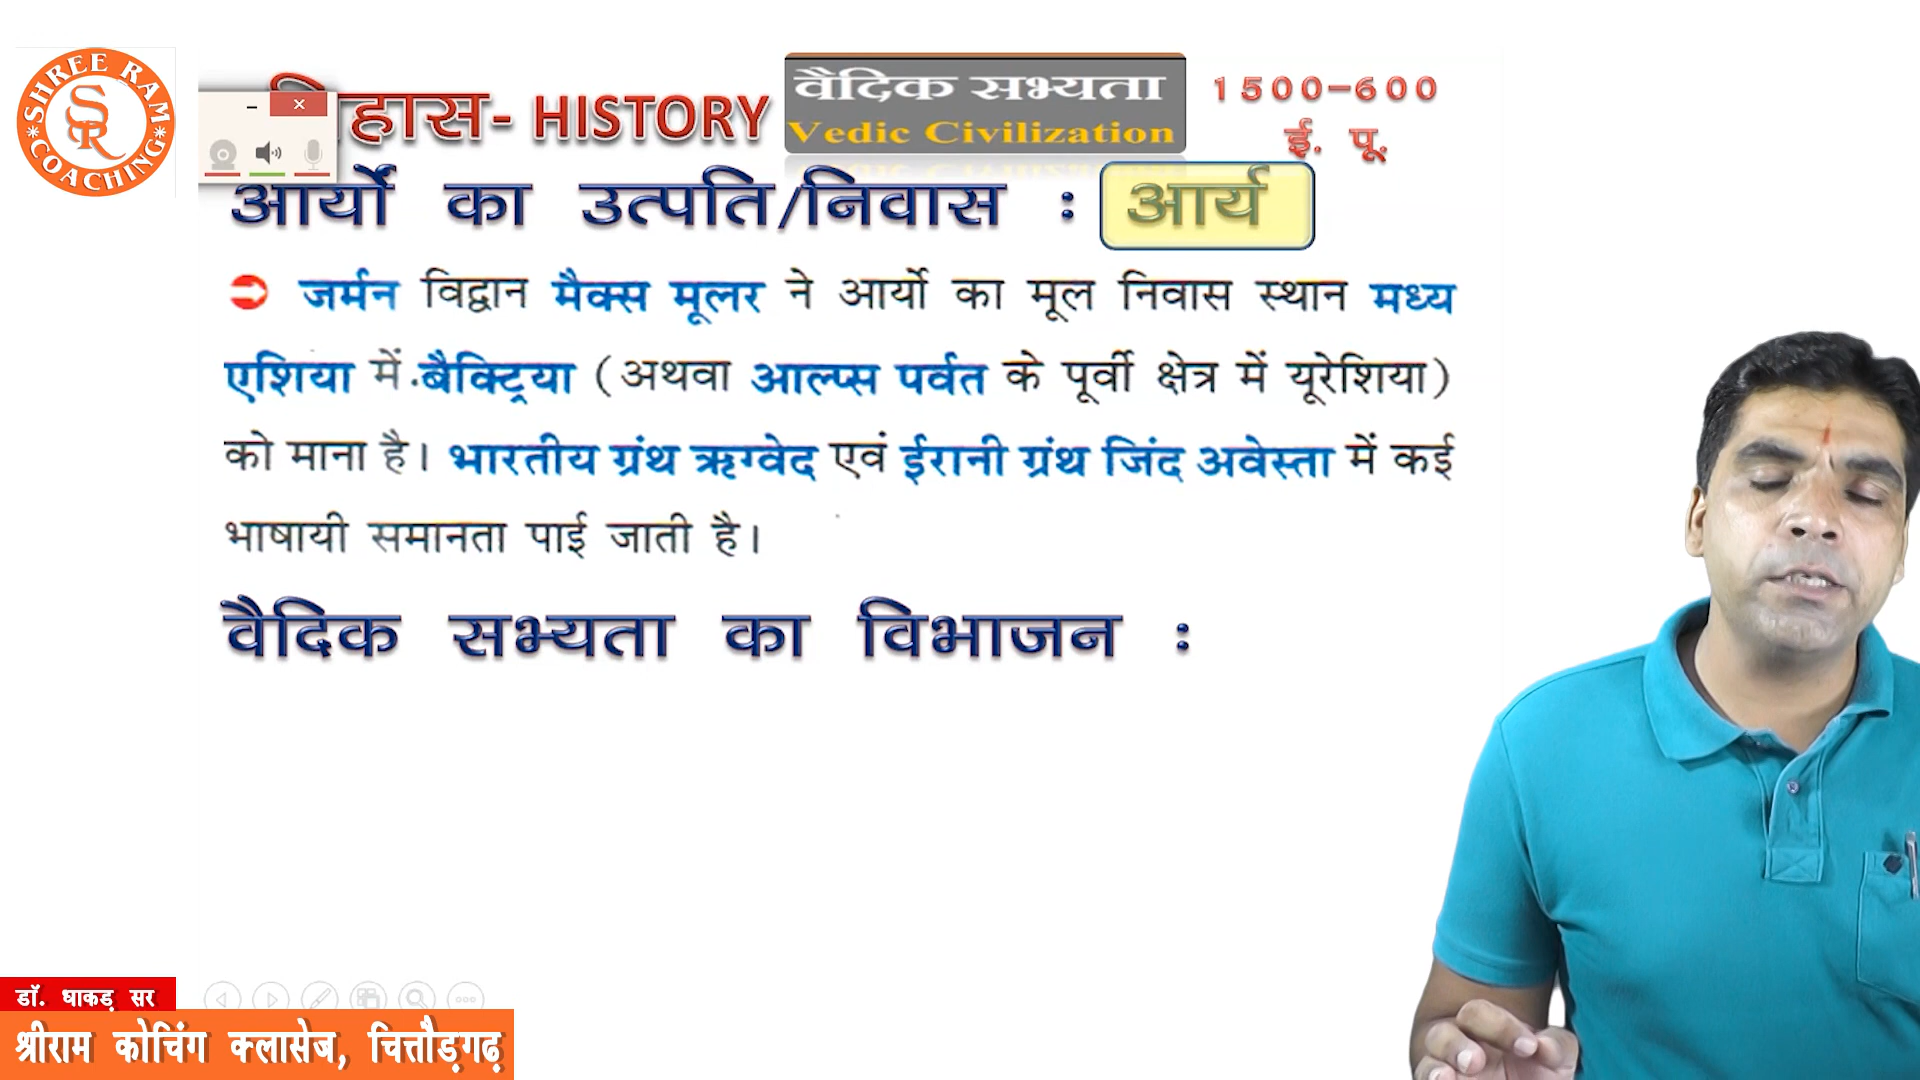 SHREE RAM
SR
COACHING
हास- HISTORY
वैदिक सभ्यता
Vedic Civilization
1500-600
ई. पू.
आर्यों का उत्पति/निवास : आर्य
जर्मन विद्वान मैक्स मूलर ने आर्यो का मूल निवास स्थान मध्य
एशिया में बैक्ट्रिया (अथवा आल्प्स पर्वत के पूर्वी क्षेत्र में यूरेशिया)
को माना है। भारतीय ग्रंथ ऋग्वेद एवं ईरानी ग्रंथ जिंद अवेस्ता में कई
भाषायी समानता पाई जाती है।
वैदिक सभ्यता का विभाजन :
डॉ. धाकड़ सर
श्रीराम कोचिंग क्लासेज, चित्तौड़गढ़